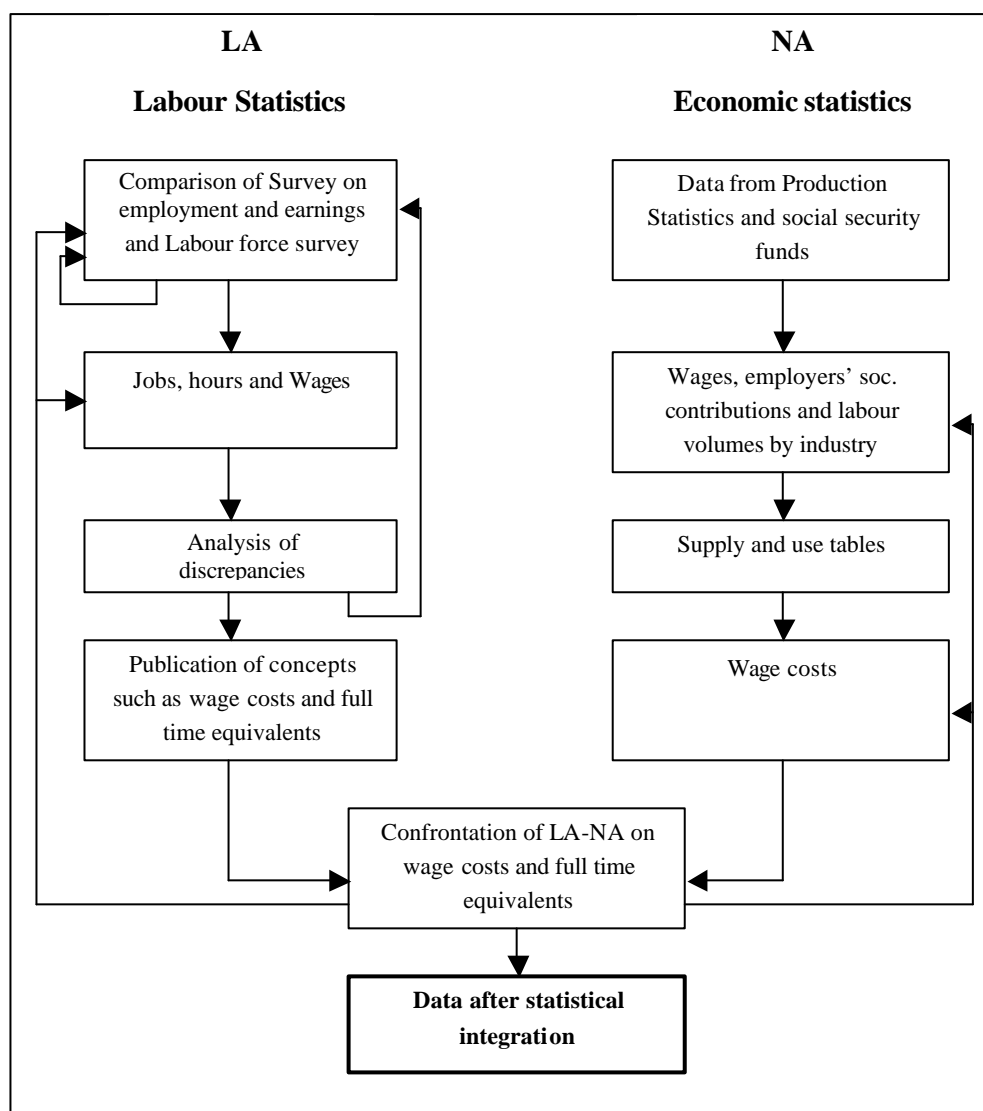 LA
Labour Statistics
Comparison of Survey on
employment and earnings
and Labour force survey
Jobs, hours and Wages
Analysis of
discrepancies
Publication of concepts
such as wage costs and full
time equivalents
NA
Economic statistics
Data from Production
Statistics and social security
funds
Wages, employers’ soc.
contributions and labour
volumes by industry
Supply and use tables
Wage costs
Confrontation of LA-NA on
wage costs and full time
equivalents
Data after statistical
integration